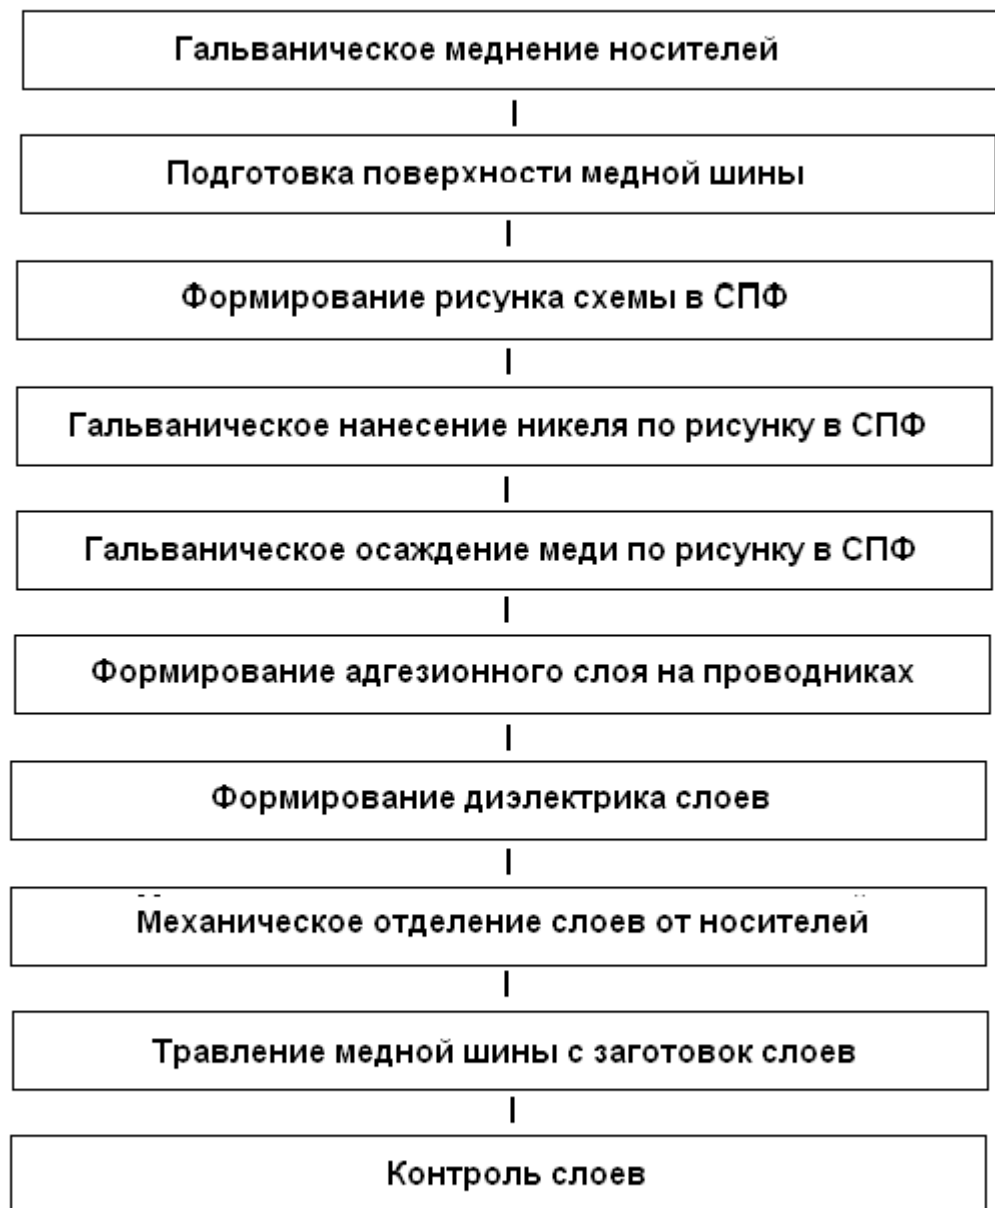 Гальваническое меднение носителей
Подготовка поверхности медной шины
Формирование рисунка схемы в СПФ
Гальваническое нанесение никеля по рисунку в СПФ
Гальваническое осаждение меди по рисунку в СПФ
Формирование адгезионного слоя на проводниках
Формирование диэлектрика слоев
Механическое отделение слоев от носителей
Травление медной шины с заготовок слоев
Контроль слоев